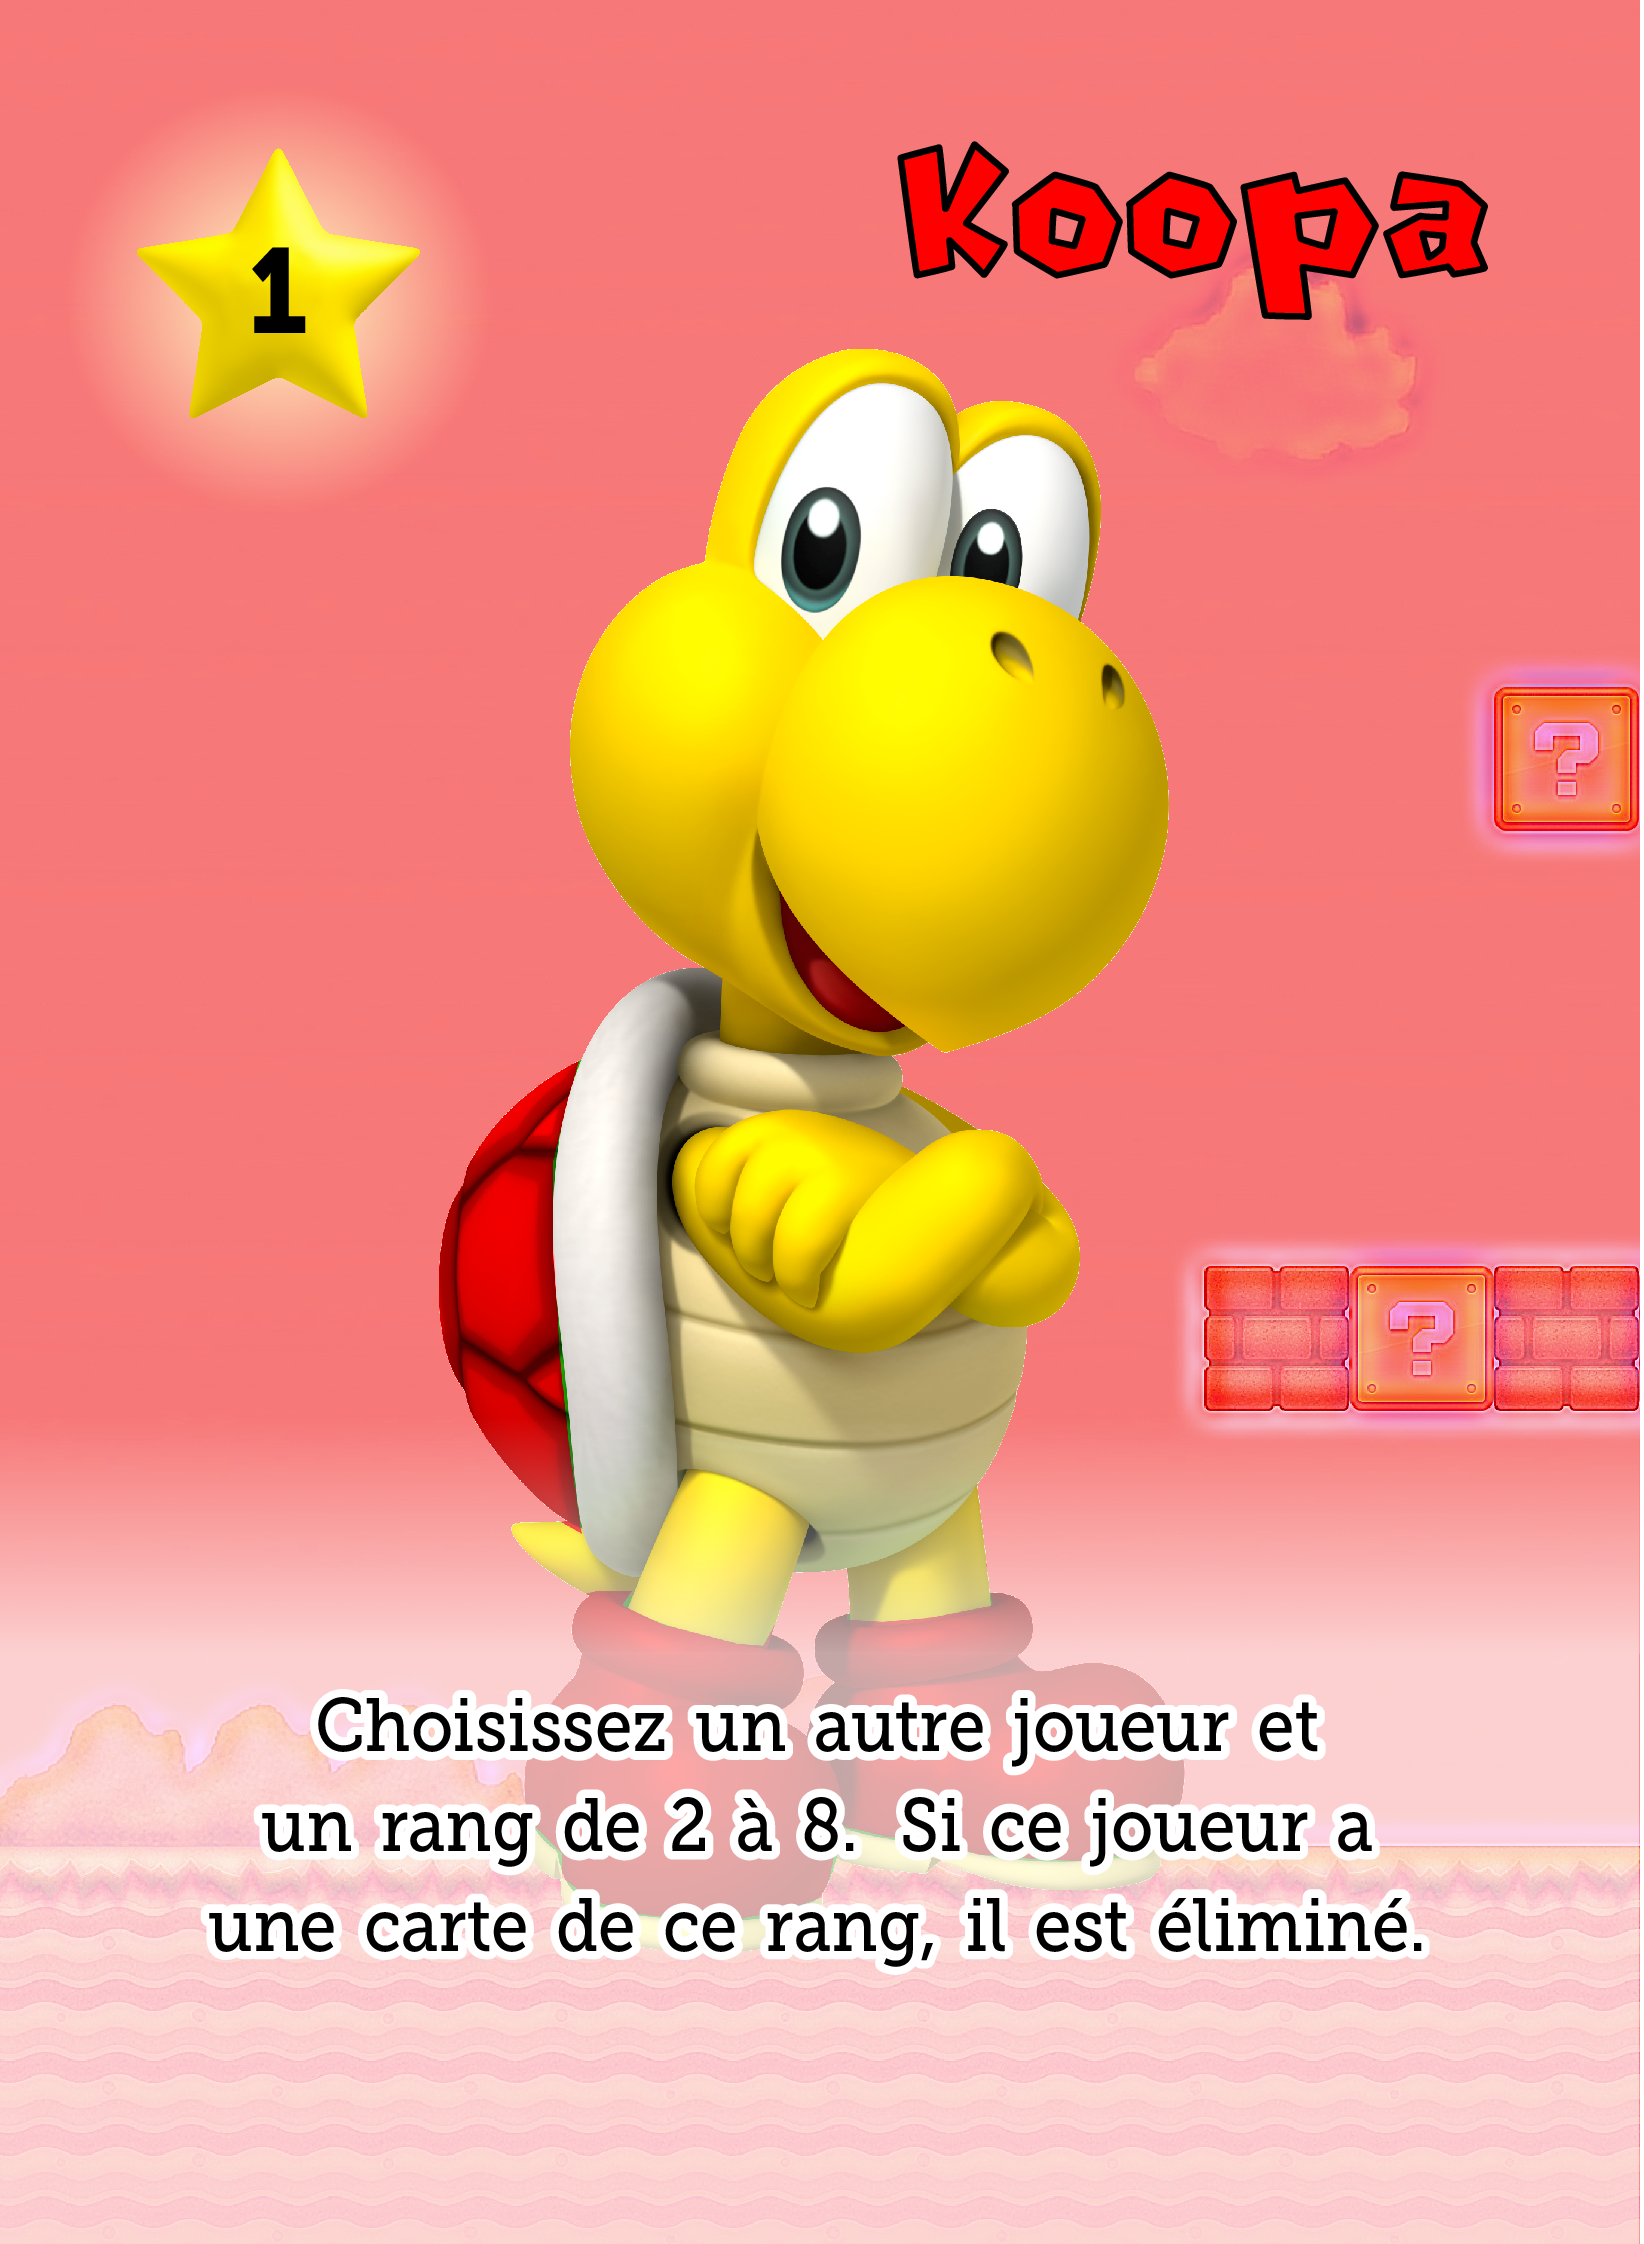 1
Koopa
?
?
Choisissez un autre joueur et
un rang de 2 à 8. Si ce joueur a
une carte de ce rang, il est éliminé.